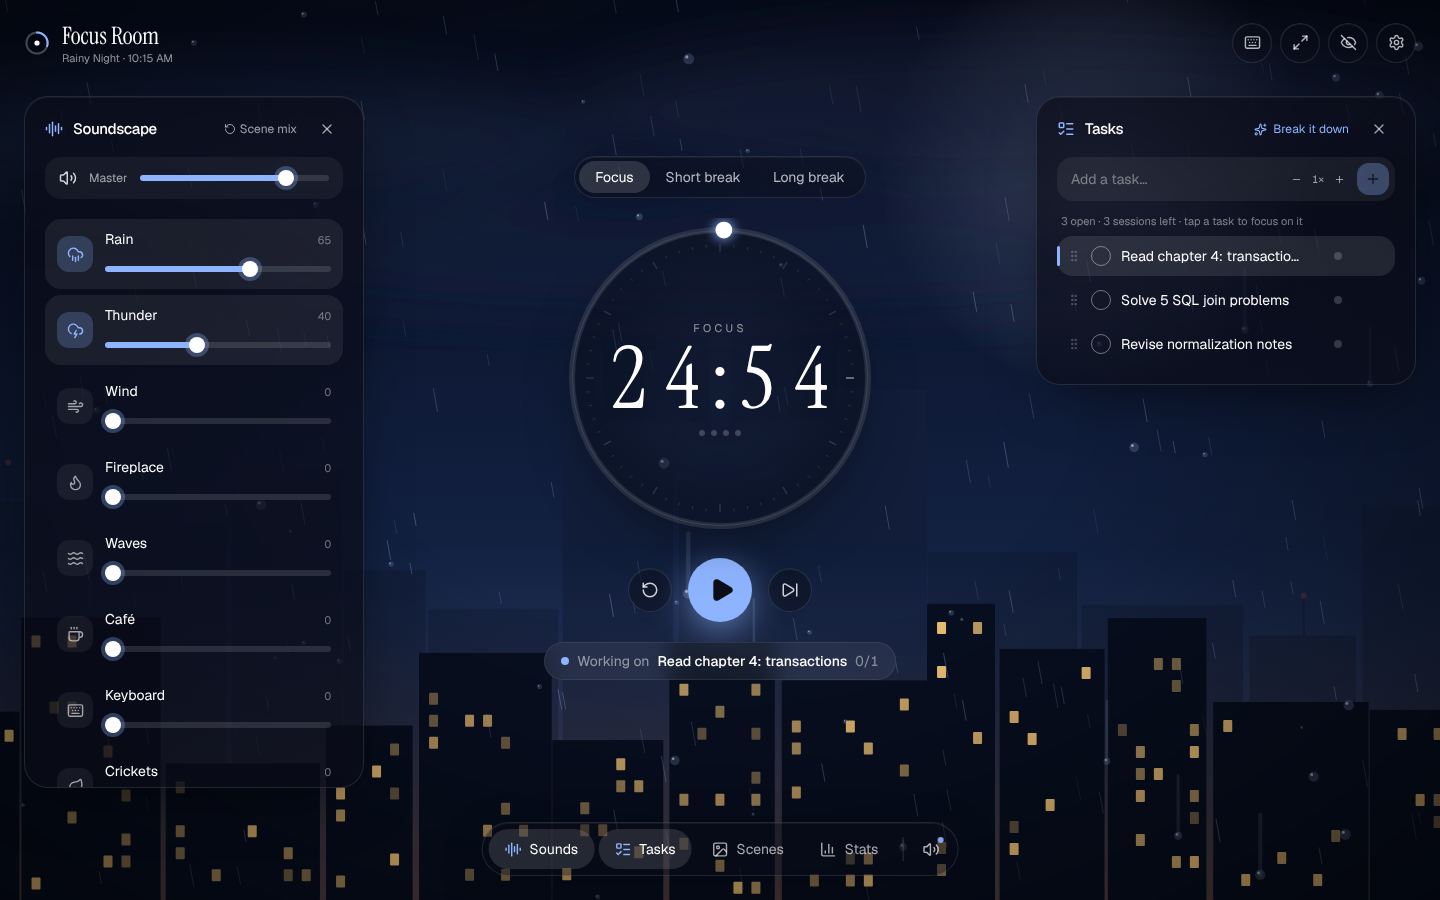 Focus Room
Rainy Night · 10:15 AM
Soundscape
Scene mix
Master
Rain
65
Thunder
40
Wind
0
Fireplace
0
Waves
0
Café
0
Keyboard
0
Crickets
0
Focus
Short break
Long break
FOCUS
24:54
Working on Read chapter 4: transactions 0/1
Tasks
Break it down
Add a task...
− 1× + +
3 open · 3 sessions left · tap a task to focus on it
Read chapter 4: transactio...
Solve 5 SQL join problems
Revise normalization notes
Sounds
Tasks
Scenes
Stats